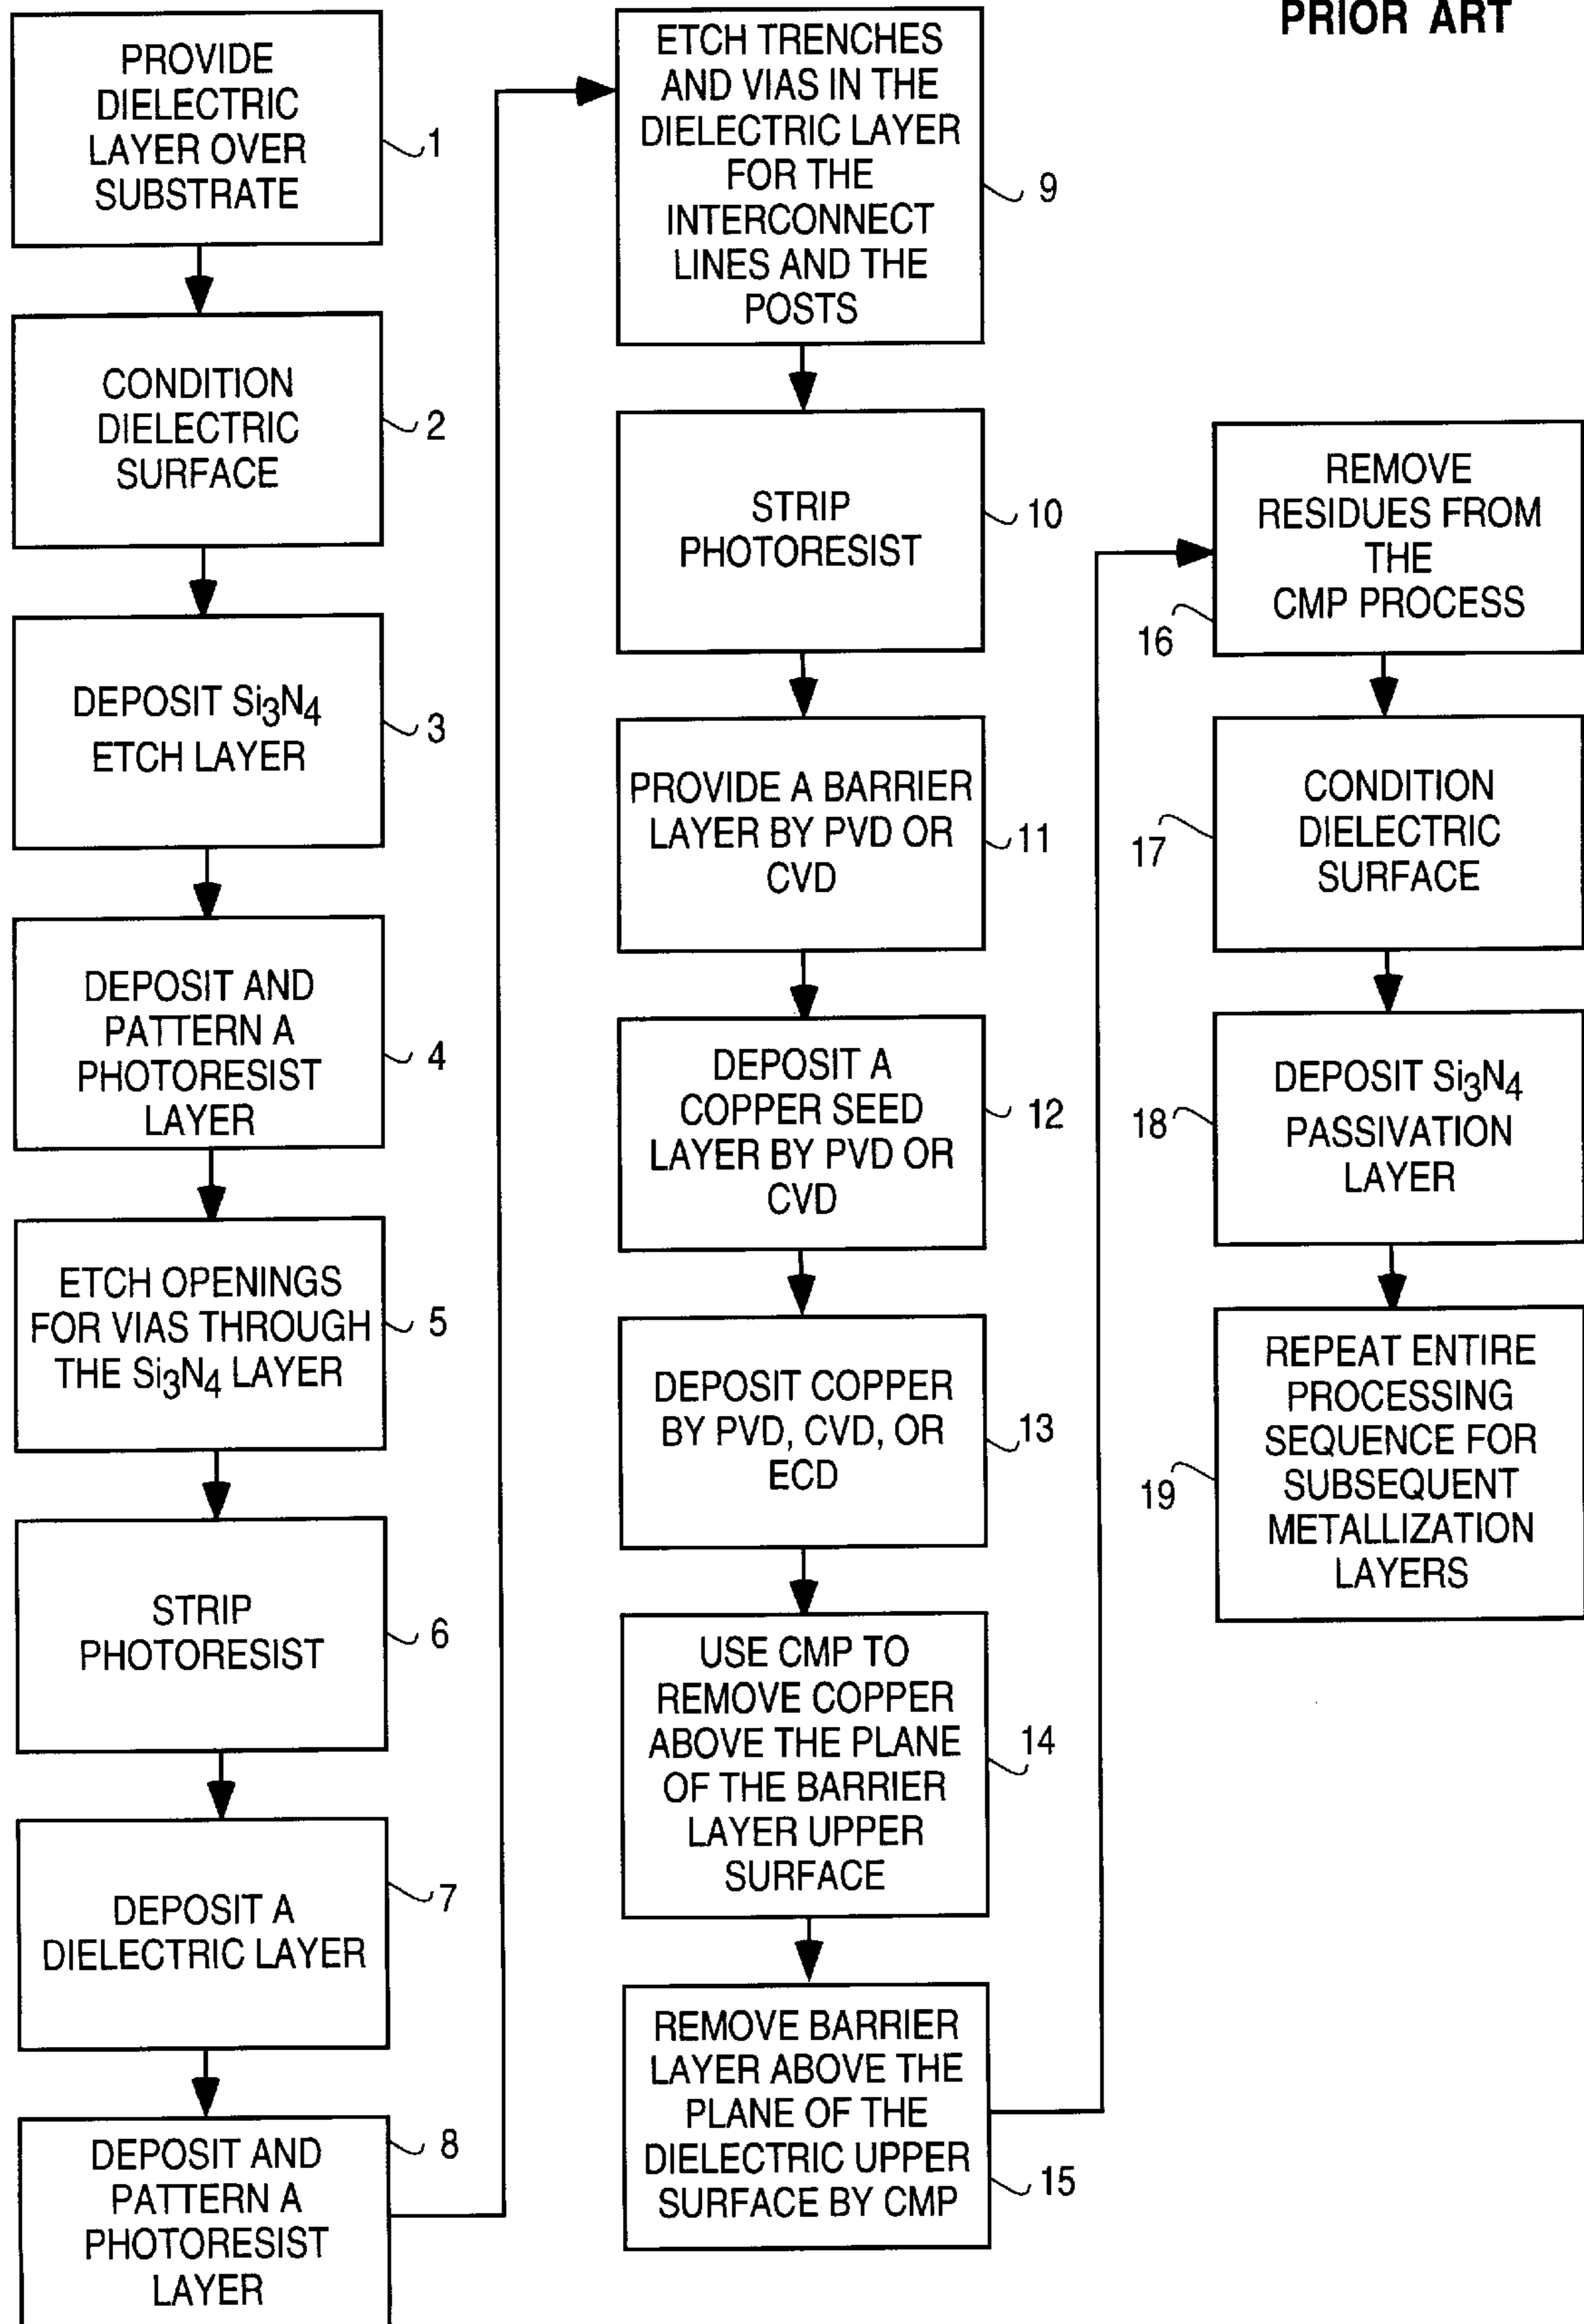 PRIOR ART
PROVIDE
DIELECTRIC
LAYER OVER
SUBSTRATE
1
CONDITION
DIELECTRIC
SURFACE
2
DEPOSIT Si3N4
ETCH LAYER
3
DEPOSIT AND
PATTERN A
PHOTORESIST
LAYER
4
ETCH OPENINGS
FOR VIAS THROUGH
THE Si3N4 LAYER
5
STRIP
PHOTORESIST
6
DEPOSIT A
DIELECTRIC LAYER
7
DEPOSIT AND
PATTERN A
PHOTORESIST
LAYER
8
ETCH TRENCHES
AND VIAS IN THE
DIELECTRIC LAYER
FOR THE
INTERCONNECT
LINES AND THE
POSTS
9
STRIP
PHOTORESIST
10
PROVIDE A BARRIER
LAYER BY PVD OR
CVD
11
DEPOSIT A
COPPER SEED
LAYER BY PVD OR
CVD
12
DEPOSIT COPPER
BY PVD, CVD, OR
ECD
13
USE CMP TO
REMOVE COPPER
ABOVE THE PLANE
OF THE BARRIER
LAYER UPPER
SURFACE
14
REMOVE BARRIER
LAYER ABOVE THE
PLANE OF THE
DIELECTRIC UPPER
SURFACE BY CMP
15
REMOVE
RESIDUES FROM
THE
CMP PROCESS
16
CONDITION
DIELECTRIC
SURFACE
17
DEPOSIT Si3N4
PASSIVATION
LAYER
18
REPEAT ENTIRE
PROCESSING
SEQUENCE FOR
SUBSEQUENT
METALLIZATION
LAYERS
19